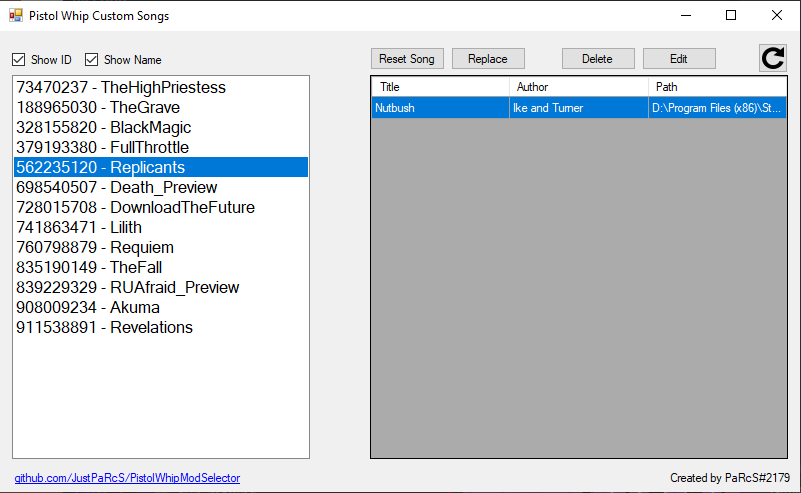 Pistol Whip Custom Songs
Show ID Show Name
Reset Song Replace Delete Edit
73470237 - TheHighPriestess
188965030 - TheGrave
328155820 - BlackMagic
379193380 - FullThrottle
562235120 - Replicants
698540507 - Death_Preview
728015708 - DownloadTheFuture
741863471 - Lilith
760798879 - Requiem
835190149 - TheFall
839229329 - RUAfraid_Preview
908009234 - Akuma
911538891 - Revelations
Title Author Path
Nutbush Ike and Turner D:\Program Files (x86)\St...
github.com/JustPaRcS/PistolWhipModSelector
Created by PaRcS#2179